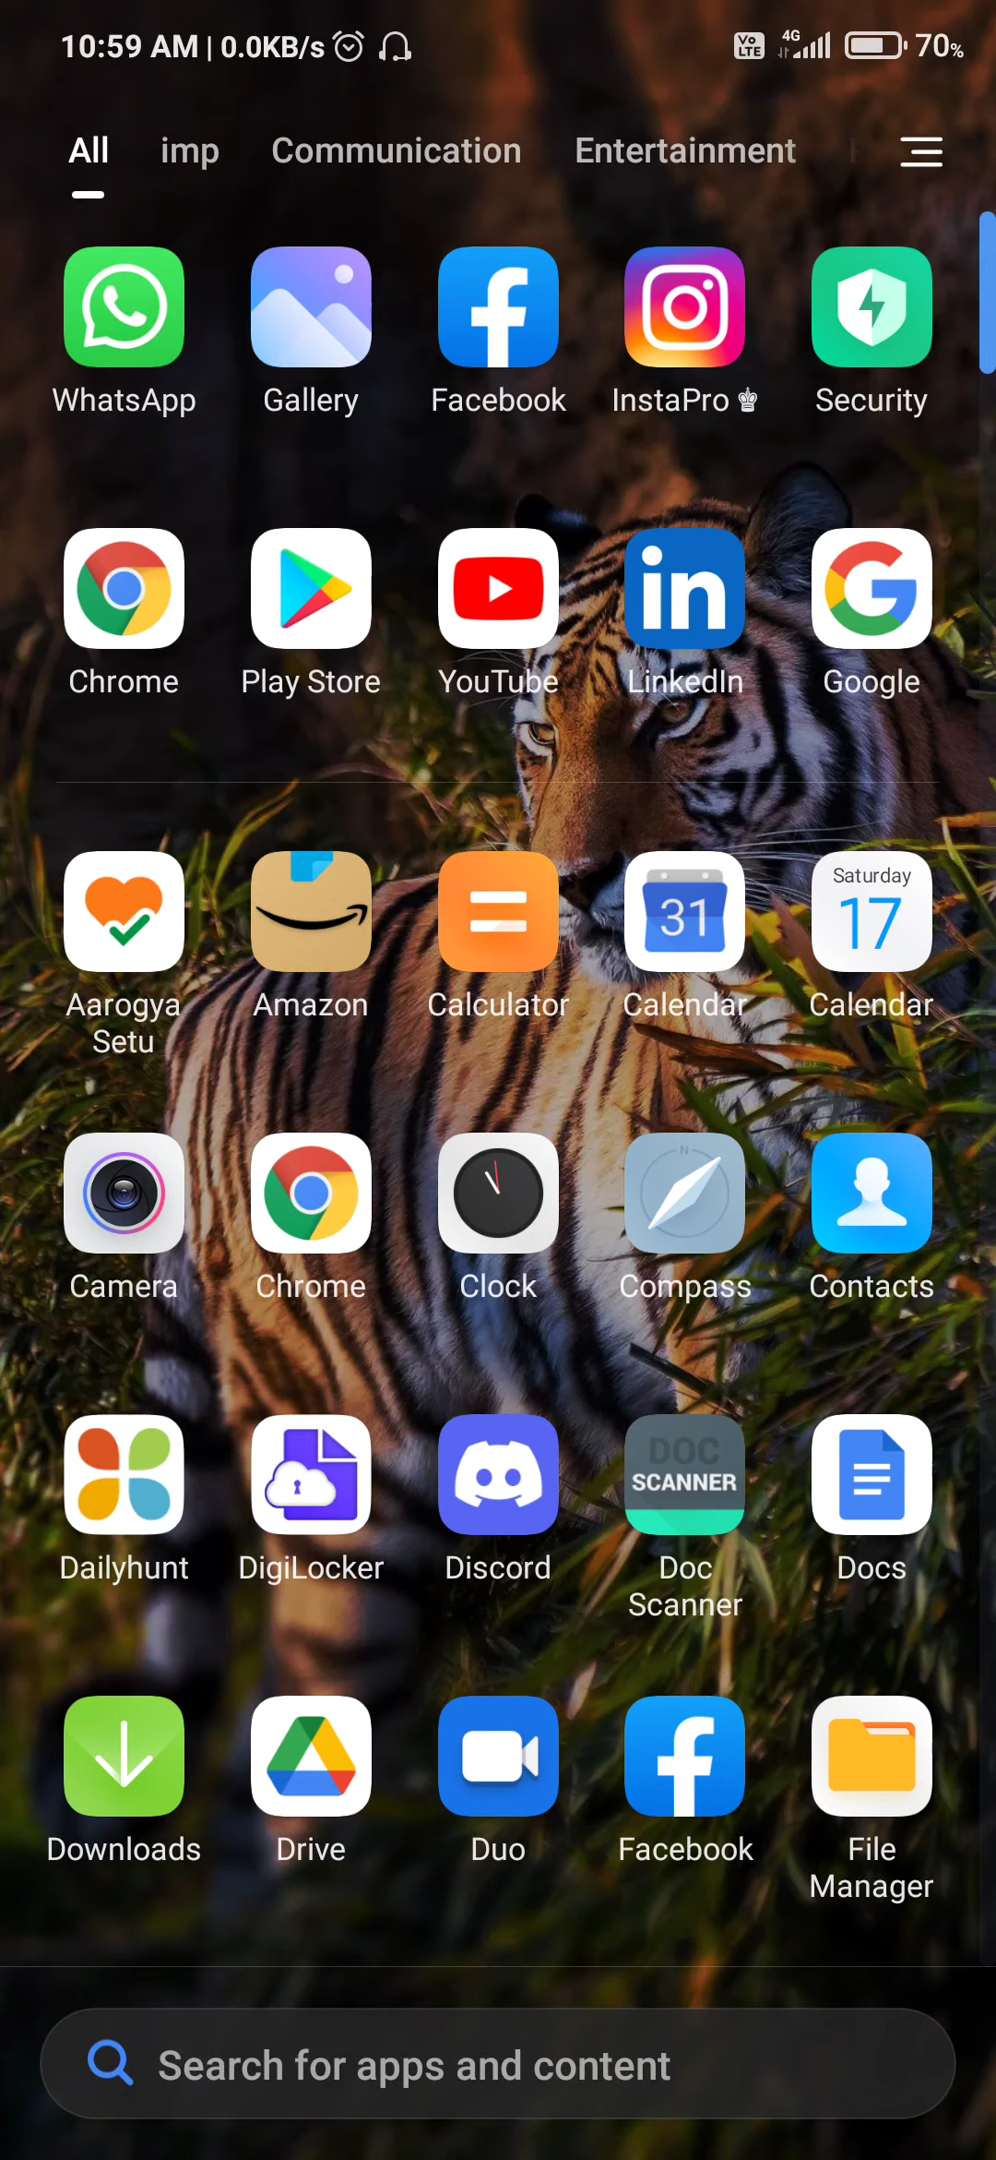 10:59 AM | 0.0KB/s Vo LTE 4G 70%
All imp Communication Entertainment
WhatsApp Gallery Facebook InstaPro ♚ Security
Chrome Play Store YouTube LinkedIn Google
Saturday
31 17
Aarogya Setu Amazon Calculator Calendar Calendar
N
Camera Chrome Clock Compass Contacts
DOC
SCANNER
Dailyhunt DigiLocker Discord Doc Scanner Docs
Downloads Drive Duo Facebook File Manager
Search for apps and content